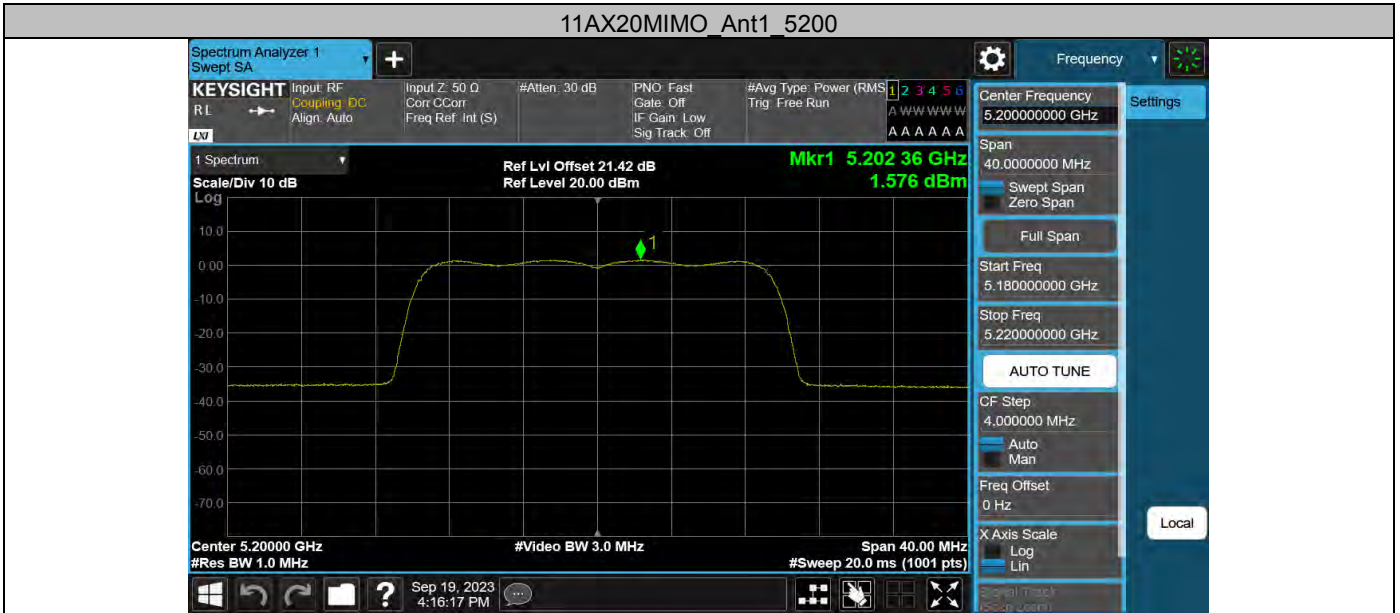 11AX20MIMO_Ant1_5200
Spectrum Analyzer 1
Swept SA
+
Frequency
KEYSIGHT
RL
LXI
Input: RF
Coupling: DC
Align: Auto
Input Z: 50 Ω
Corr CCorr
Freq Ref: Int (S)
#Atten: 30 dB
PNO: Fast
Gate: Off
IF Gain: Low
Sig Track: Off
#Avg Type: Power (RMS
Trig: Free Run
1 2 3 4 5 6
A W W W W W
A A A A A A
Center Frequency
5.200000000 GHz
Settings
1 Spectrum
Scale/Div 10 dB
Log
Ref Lvl Offset 21.42 dB
Ref Level 20.00 dBm
Mkr1 5.202 36 GHz
1.576 dBm
Span
40.0000000 MHz
Swept Span
Zero Span
Full Span
Start Freq
5.180000000 GHz
Stop Freq
5.220000000 GHz
AUTO TUNE
CF Step
4.000000 MHz
Auto
Man
Freq Offset
0 Hz
X Axis Scale
Log
Lin
Signal Track
(Span Zoom)
Local
10.0
0.00
-10.0
-20.0
-30.0
-40.0
-50.0
-60.0
-70.0
1
Center 5.20000 GHz
#Res BW 1.0 MHz
#Video BW 3.0 MHz
Span 40.00 MHz
#Sweep 20.0 ms (1001 pts)
?
Sep 19, 2023
4:16:17 PM